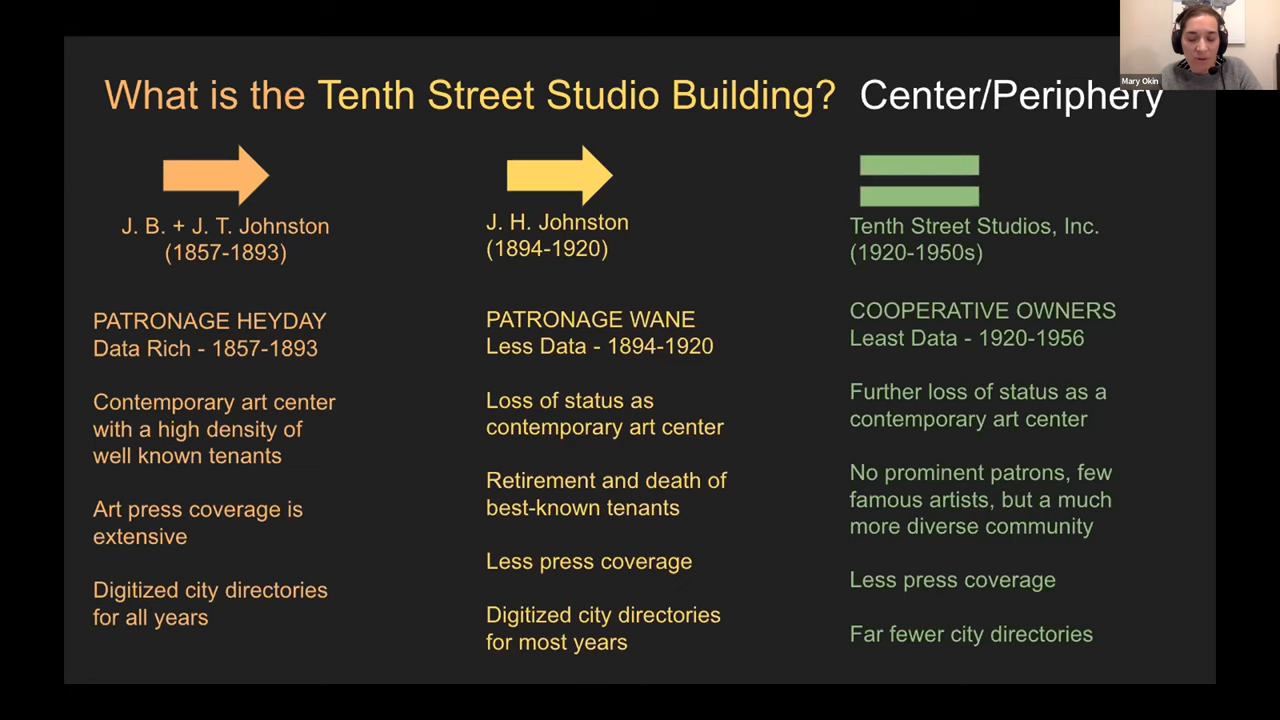 What is the Tenth Street Studio Building? Center/Periphery
Mary Okin
J. B. + J. T. Johnston
(1857-1893)
PATRONAGE HEYDAY
Data Rich - 1857-1893
Contemporary art center
with a high density of
well known tenants
Art press coverage is
extensive
Digitized city directories
for all years
J. H. Johnston
(1894-1920)
PATRONAGE WANE
Less Data - 1894-1920
Loss of status as
contemporary art center
Retirement and death of
best-known tenants
Less press coverage
Digitized city directories
for most years
Tenth Street Studios, Inc.
(1920-1950s)
COOPERATIVE OWNERS
Least Data - 1920-1956
Further loss of status as a
contemporary art center
No prominent patrons, few
famous artists, but a much
more diverse community
Less press coverage
Far fewer city directories